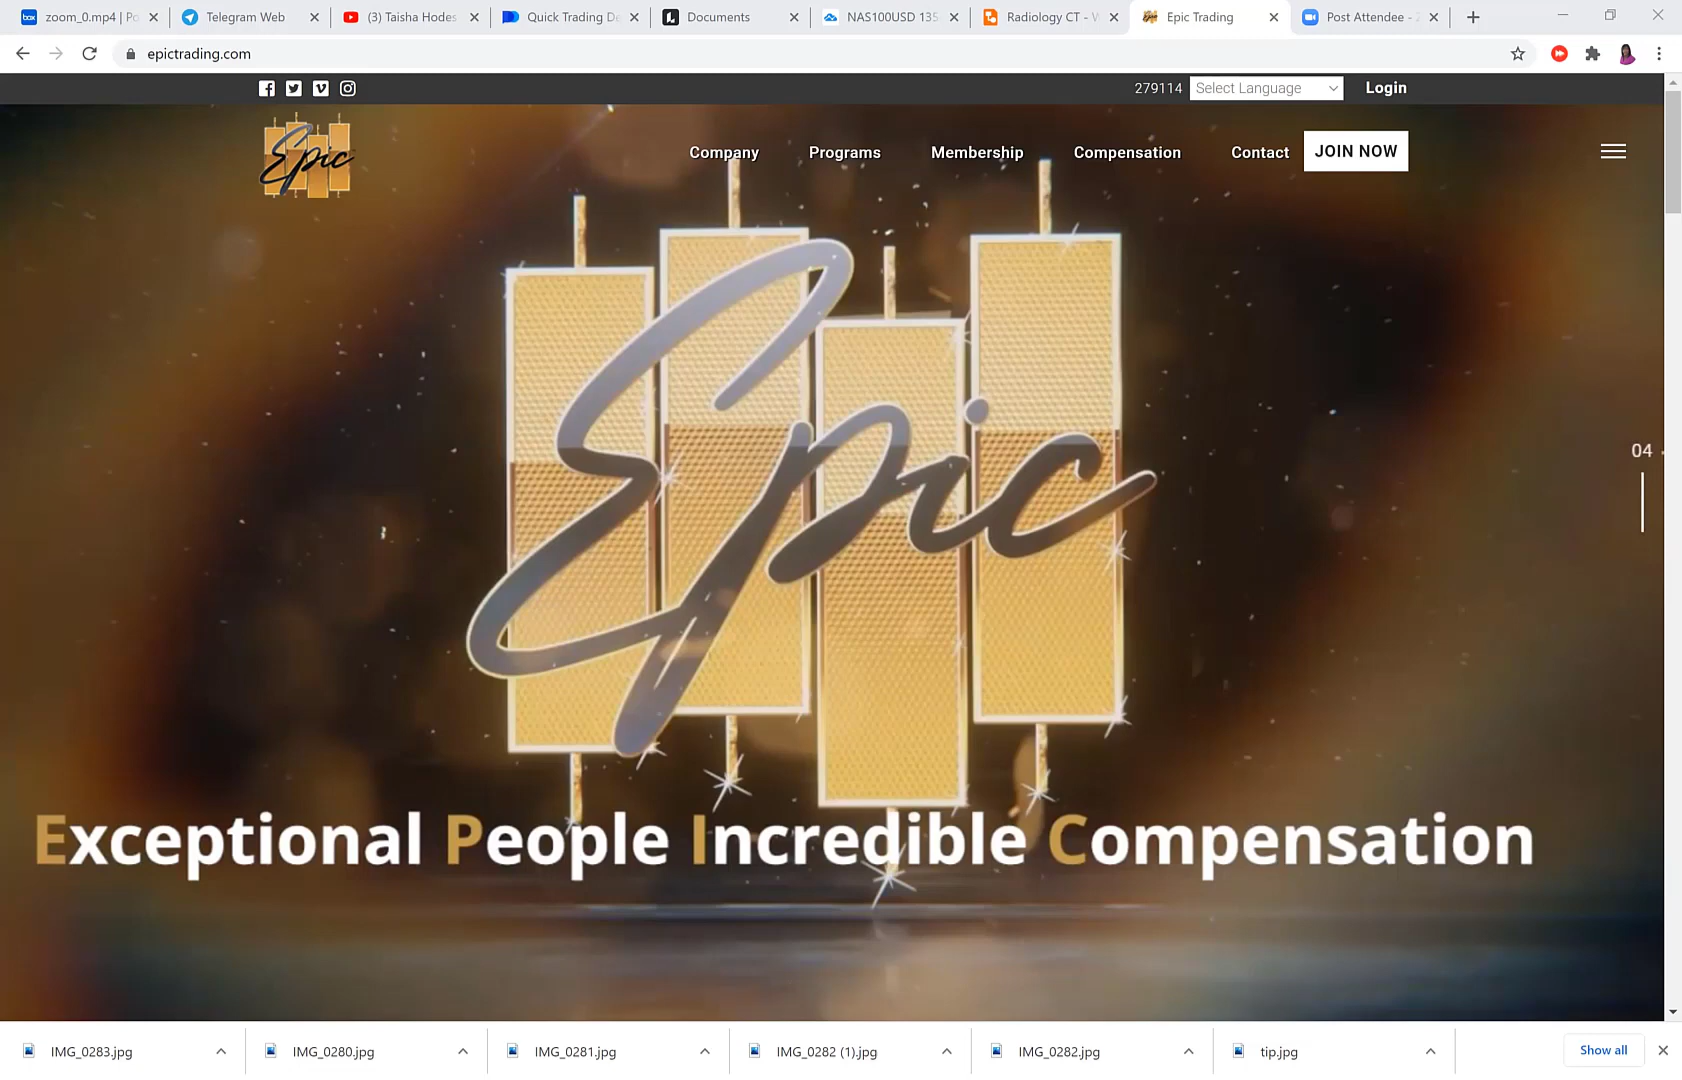 zoom_0.mp4 | Po
Telegram Web
(3) Taisha Hodes
Quick Trading De
Documents
NAS100USD 135
Radiology CT - V
Epic Trading
Post Attendee - Z
epictrading.com
279114
Select Language
Login
Epic
Company
Programs
Membership
Compensation
Contact
JOIN NOW
Epic
04
Exceptional People Incredible Compensation
IMG_0283.jpg
IMG_0280.jpg
IMG_0281.jpg
IMG_0282 (1).jpg
IMG_0282.jpg
tip.jpg
Show all